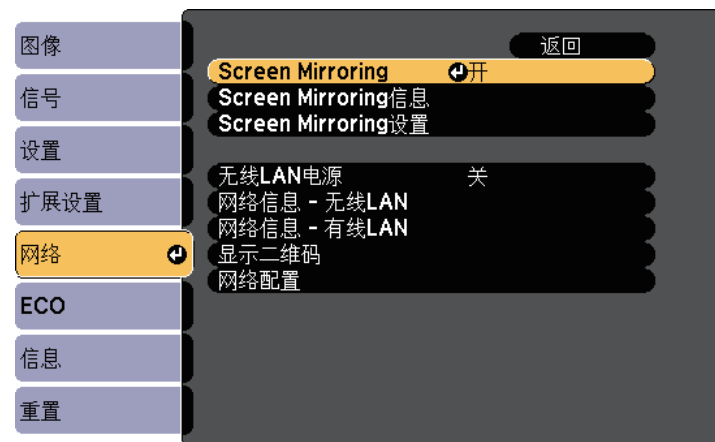 图像
信号
设置
扩展设置
网络
ECO
信息
重置
返回
Screen Mirroring 开
Screen Mirroring信息
Screen Mirroring设置
无线LAN电源 关
网络信息 - 无线LAN
网络信息 - 有线LAN
显示二维码
网络配置